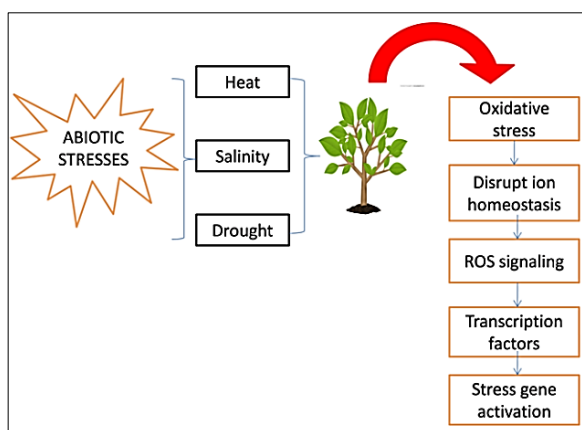 ABIOTIC
STRESSES
Heat
Salinity
Drought
Oxidative
stress
Disrupt ion
homeostasis
ROS signaling
Transcription
factors
Stress gene
activation